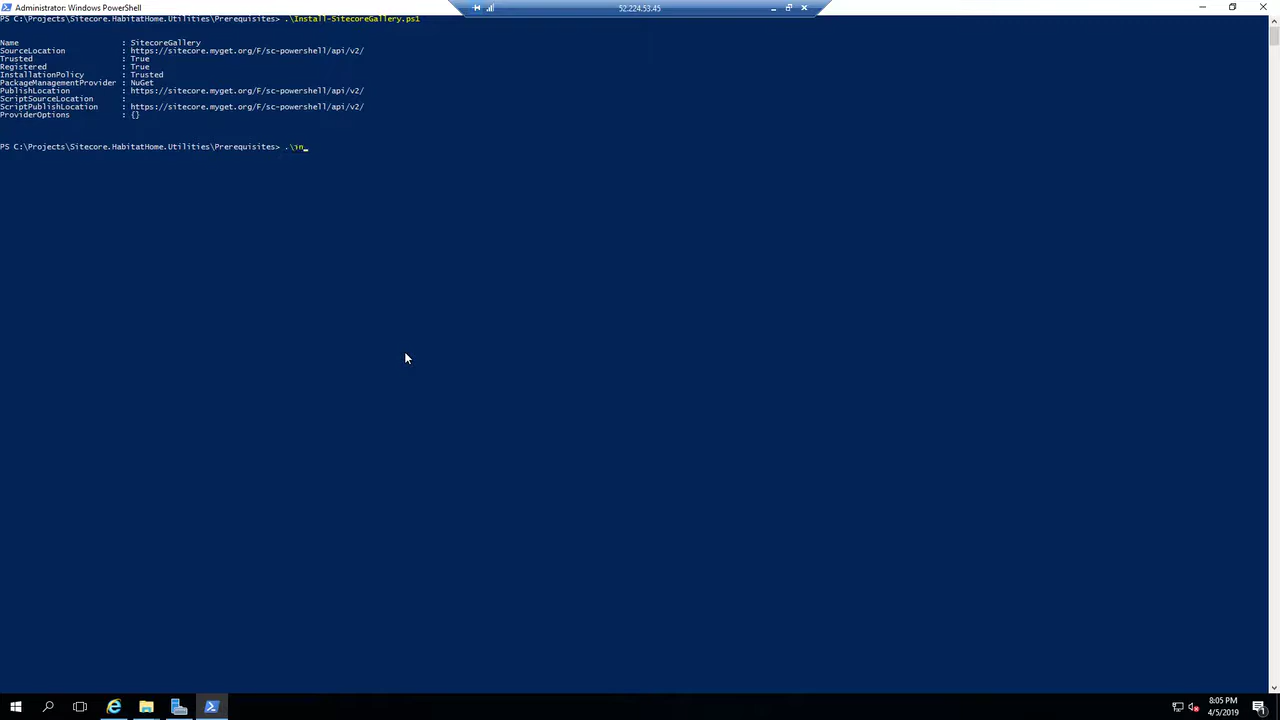 Administrator: Windows PowerShell
52.224.53.45
PS C:\Projects\Sitecore.HabitatHome.Utilities\Prerequisites> .\Install-SitecoreGallery.ps1
Name : SitecoreGallery
SourceLocation : https://sitecore.myget.org/F/sc-powershell/api/v2/
Trusted : True
Registered : True
InstallationPolicy : Trusted
PackageManagementProvider : NuGet
PublishLocation : https://sitecore.myget.org/F/sc-powershell/api/v2/
ScriptSourceLocation :
ScriptPublishLocation : https://sitecore.myget.org/F/sc-powershell/api/v2/
ProviderOptions : {}
PS C:\Projects\Sitecore.HabitatHome.Utilities\Prerequisites> .\in_
8:05 PM
4/5/2019
1